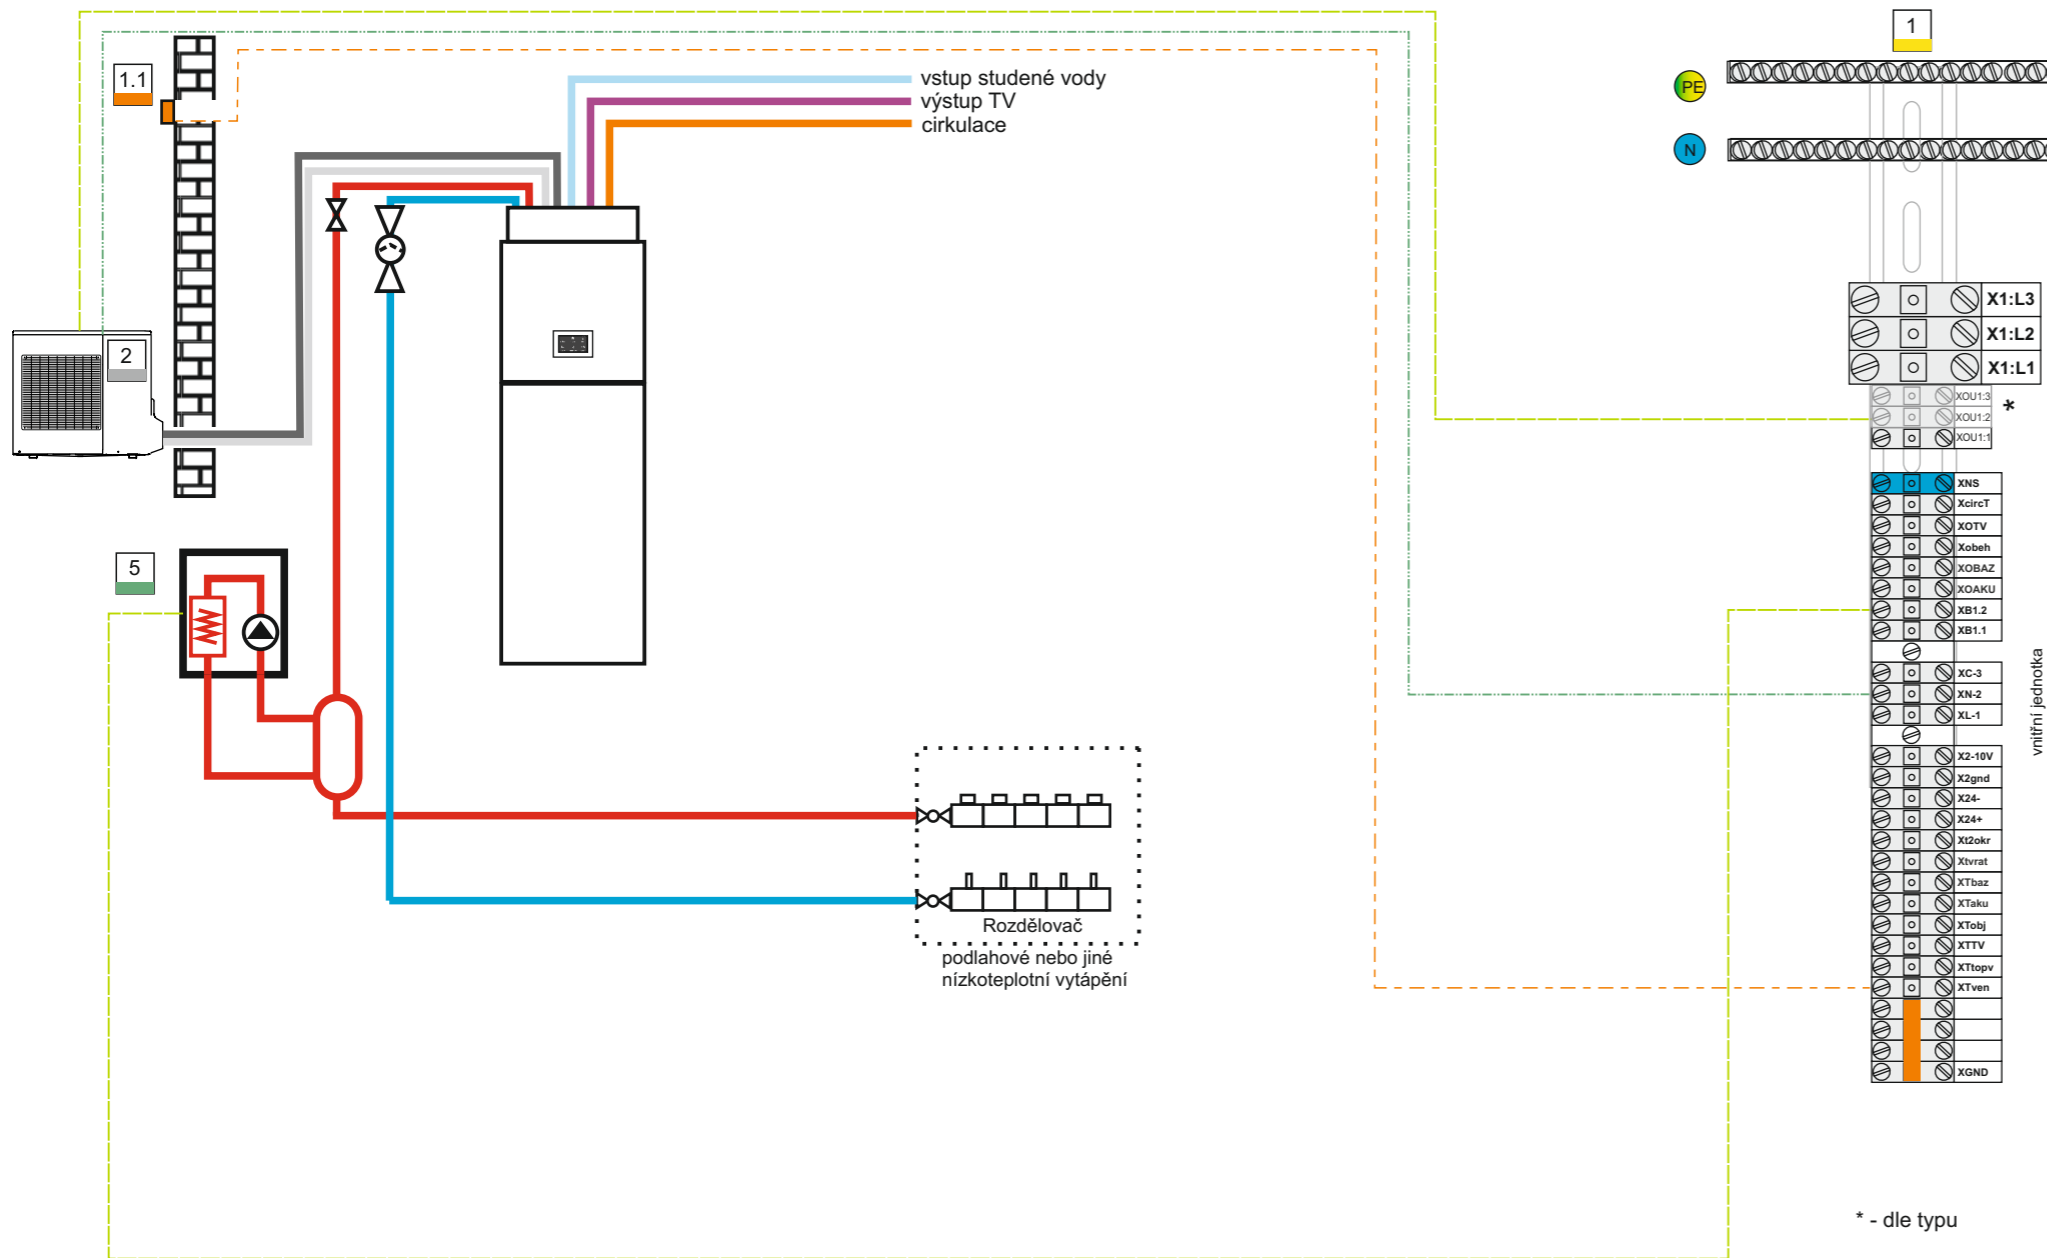 1
1.1
vstup studené vody
výstup TV
cirkulace
PE
N
2
X1:L3
X1:L2
X1:L1
XOU1:3
XOU1:2
XOU1:1
*
XNS
XcircT
XOTV
Xobeh
XOBAZ
XOAKU
XB1.2
XB1.1
XC-3
XN-2
XL-1
X2-10V
X2gnd
X24-
X24+
Xt2okr
Xtvrat
XTbaz
XTaku
XTobj
XTTV
XTtopv
XTven
XGND
vnitřní jednotka
5
Rozdělovač
podlahové nebo jiné
nízkoteplotní vytápění
* - dle typu